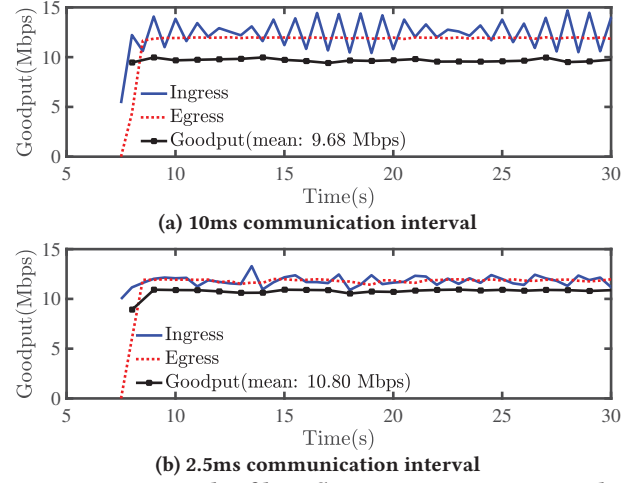 15
10
5
0
Goodput(Mbps)
Ingress
Egress
Goodput(mean: 9.68 Mbps)
5 10 15 20 25 30
Time(s)
(a) 10ms communication interval
15
10
5
0
Goodput(Mbps)
Ingress
Egress
Goodput(mean: 10.80 Mbps)
5 10 15 20 25 30
Time(s)
(b) 2.5ms communication interval